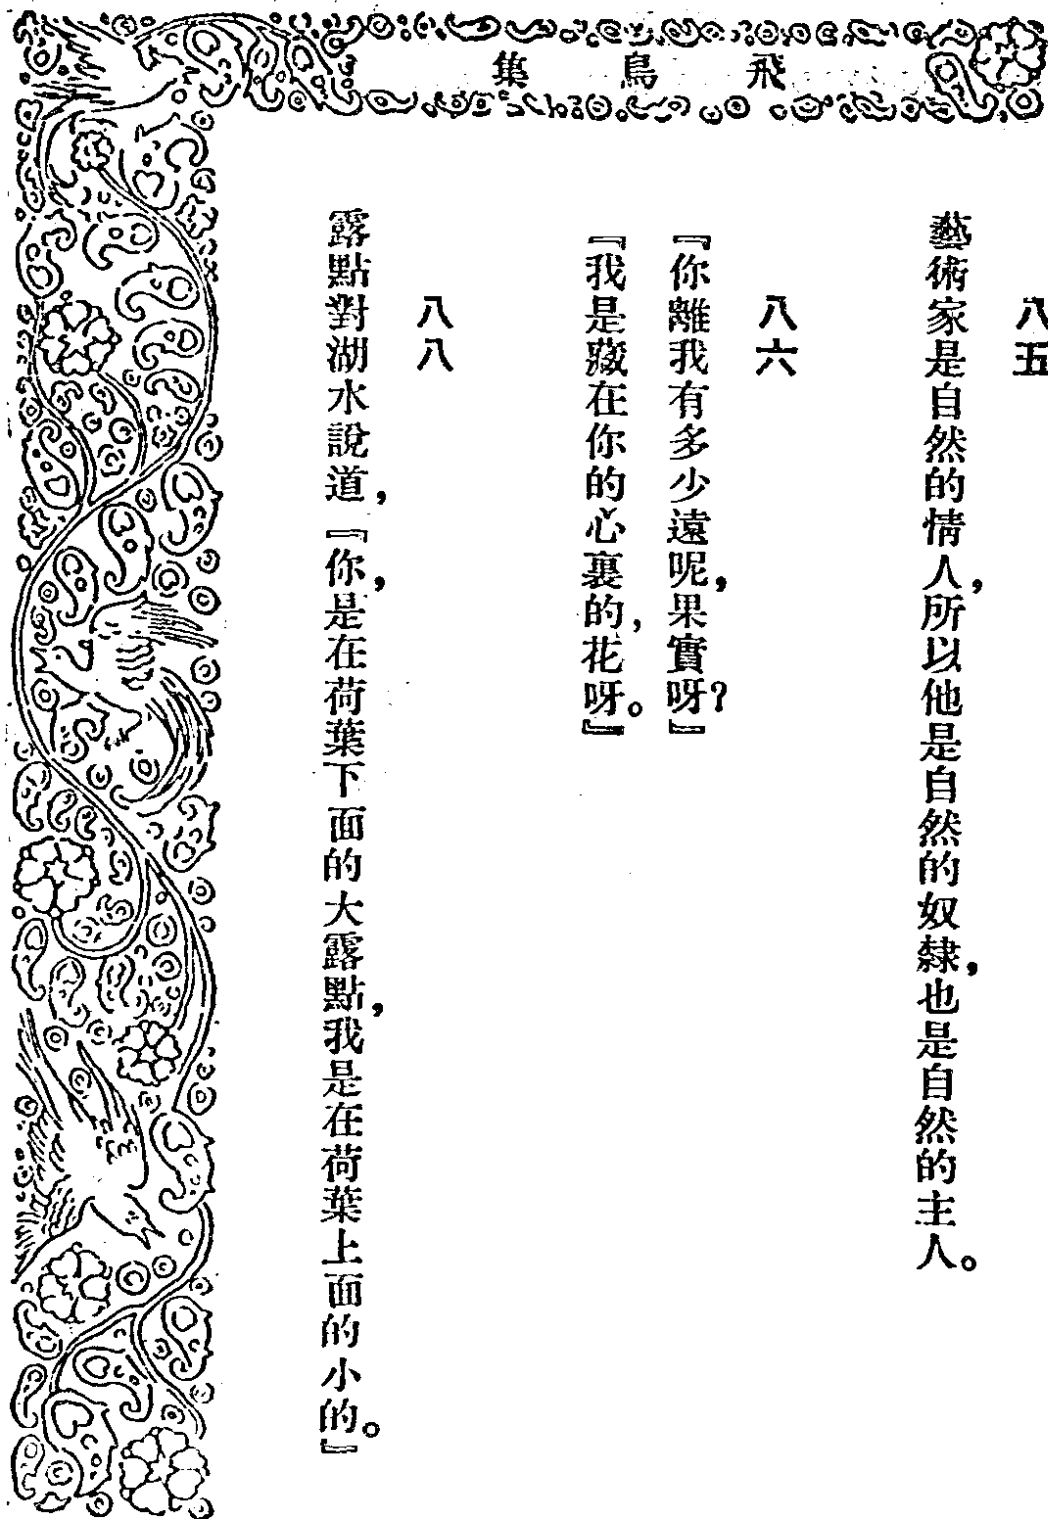 飛鳥集
八五
藝術家是自然的情人，所以他是自然的奴隸，也是自然的主人。
八六
『你離我有多少遠呢，果實呀？』
『我是藏在你的心裏的，花呀。』
八八
露點對湖水說道，『你，是在荷葉下面的大露點，我是在荷葉上面的小的。』